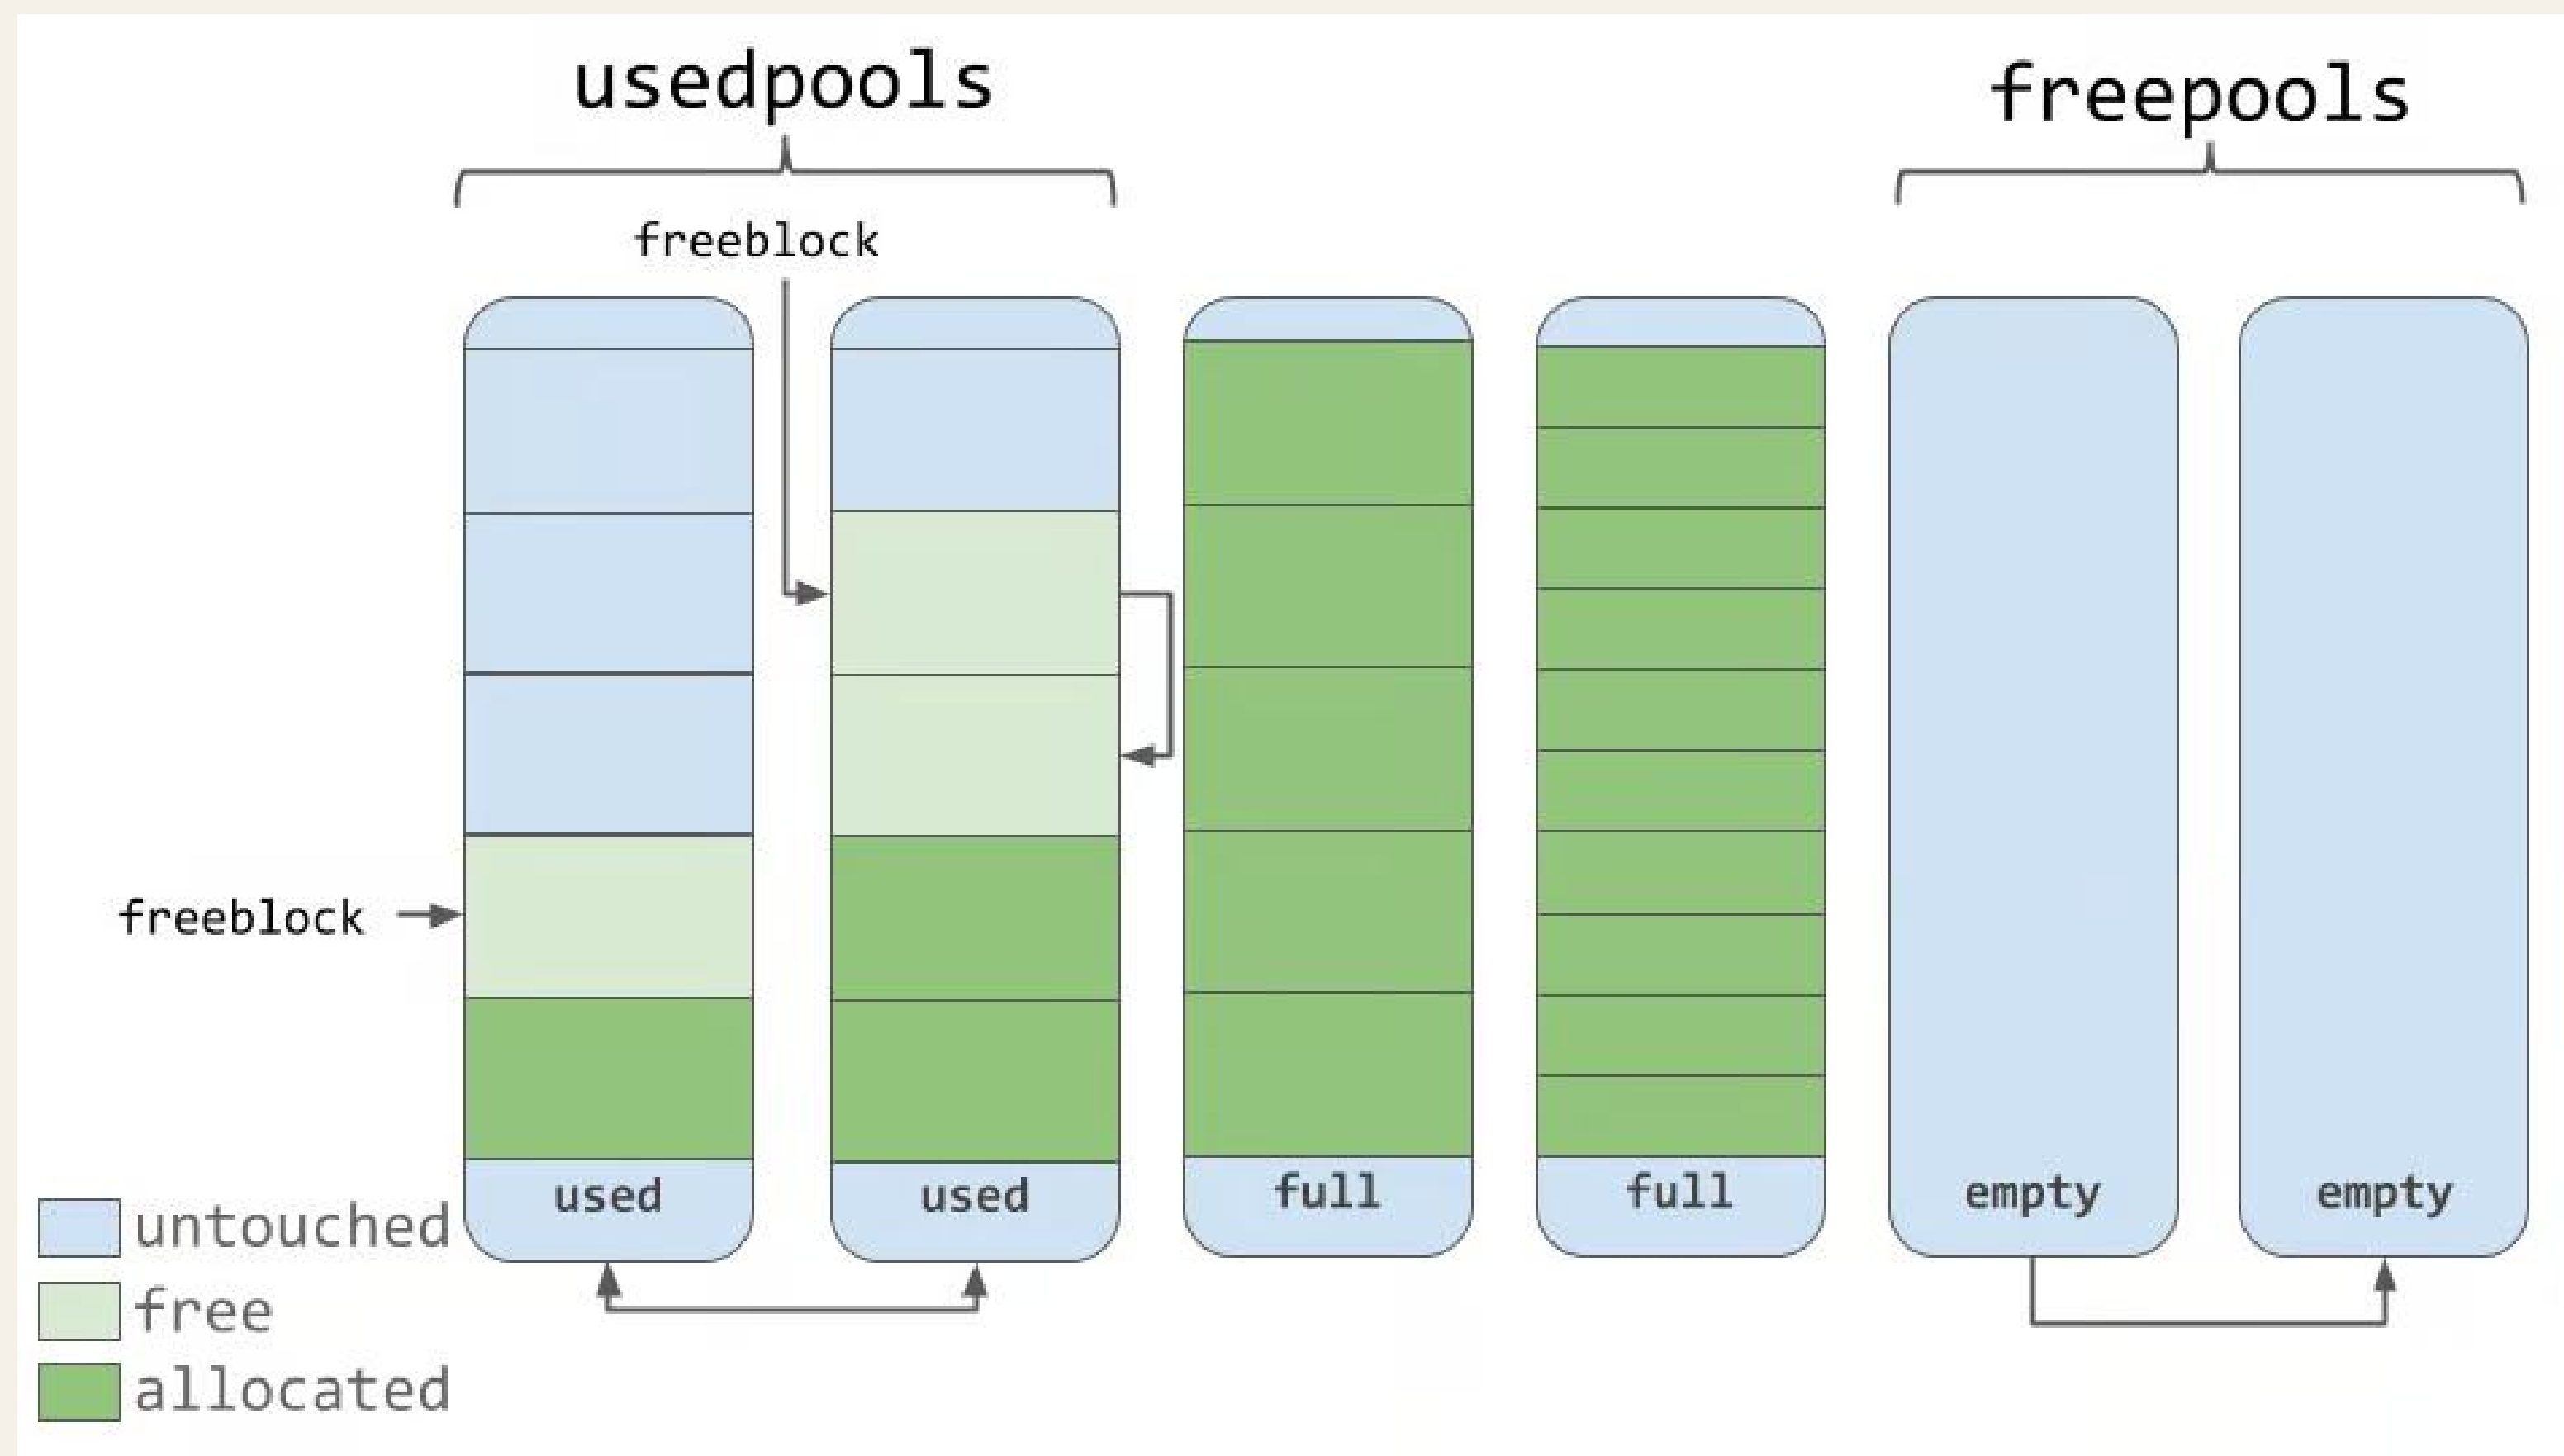 usedpools
freepools
freeblock
freeblock
used
used
full
full
empty
empty
untouched
free
allocated